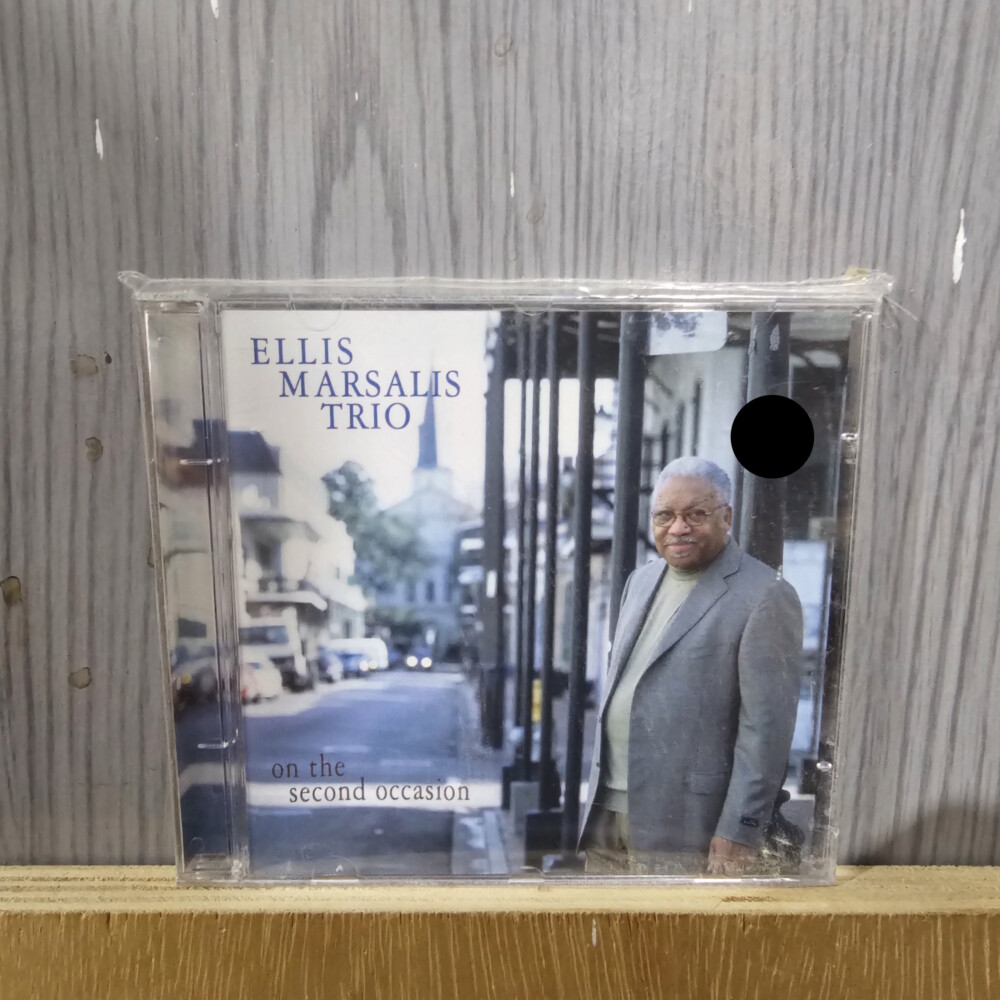 ELLIS
MARSALIS
TRIO
on the
second occasion